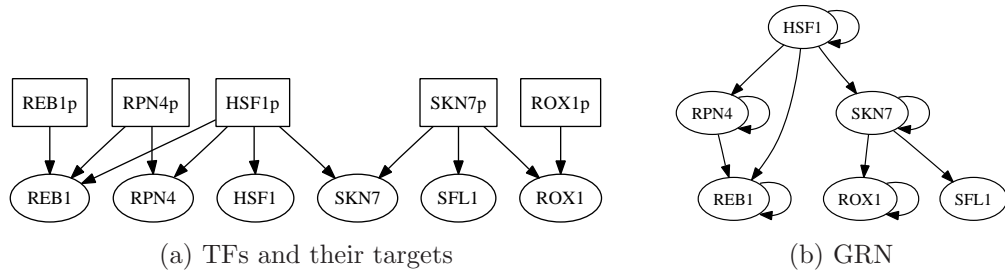 REB1p RPN4p HSF1p SKN7p ROX1p
REB1 RPN4 HSF1 SKN7 SFL1 ROX1
(a) TFs and their targets
HSF1
RPN4 SKN7
REB1 ROX1 SFL1
(b) GRN